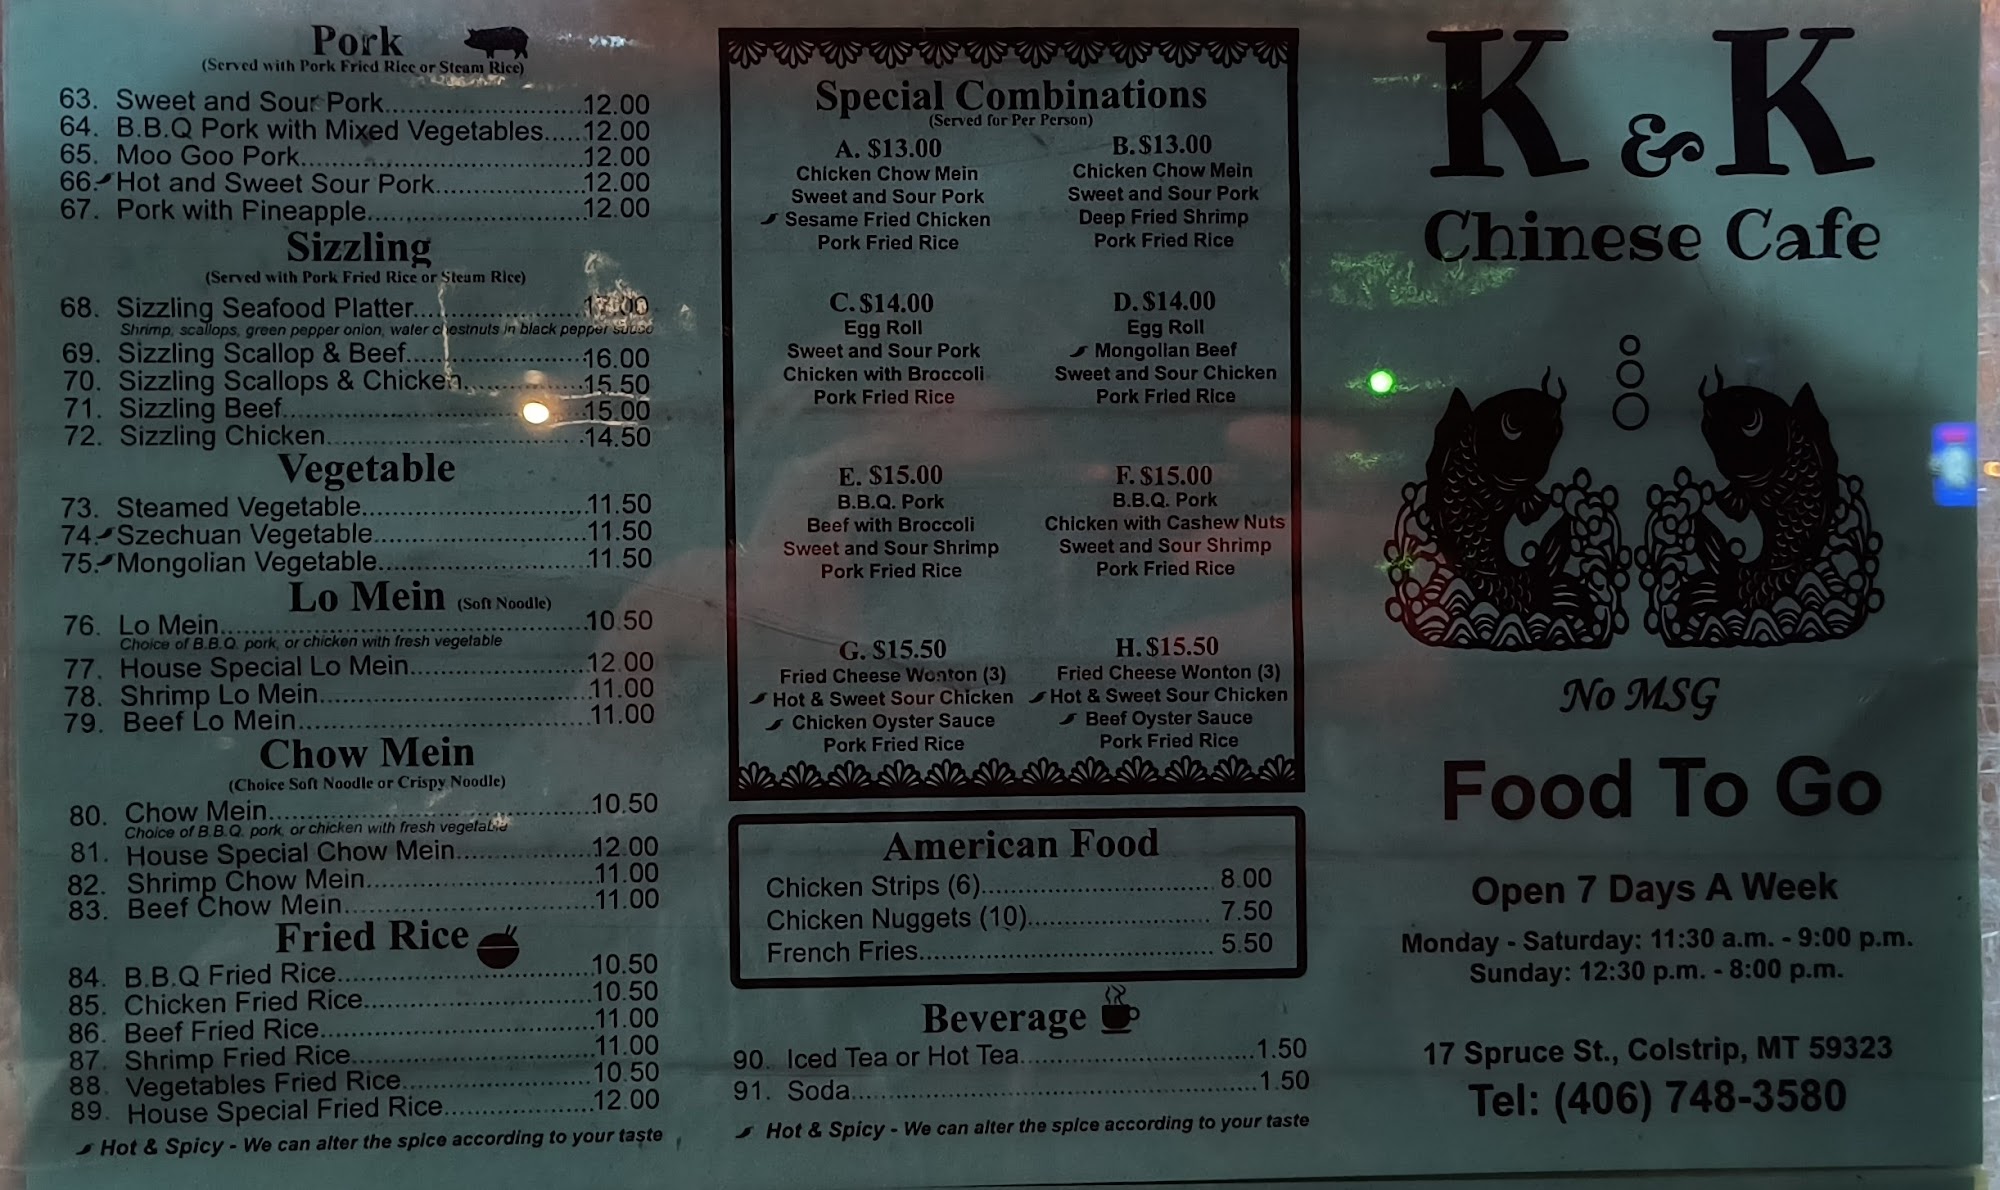 Pork
(Served with Pork Fried Rice or Steam Rice)
63. Sweet and Sour Pork..........12.00
64. B.B.Q Pork with Mixed Vegetables.....12.00
65. Moo Goo Pork..........12.00
66. Hot and Sweet Sour Pork..........12.00
67. Pork with Pineapple..........12.00
Sizzling
(Served with Pork Fried Rice or Steam Rice)
68. Sizzling Seafood Platter..........17.00
Shrimp, scallops, green pepper onion, water chestnuts in black pepper sauce
69. Sizzling Scallop & Beef..........16.00
70. Sizzling Scallops & Chicken..........15.50
71. Sizzling Beef..........15.00
72. Sizzling Chicken..........14.50
Vegetable
73. Steamed Vegetable..........11.50
74. Szechuan Vegetable..........11.50
75. Mongolian Vegetable..........11.50
Lo Mein (Soft Noodle)
76. Lo Mein..........10.50
Choice of B.B.Q. pork, or chicken with fresh vegetable
77. House Special Lo Mein..........12.00
78. Shrimp Lo Mein..........11.00
79. Beef Lo Mein..........11.00
Chow Mein
(Choice Soft Noodle or Crispy Noodle)
80. Chow Mein..........10.50
Choice of B.B.Q. pork, or chicken with fresh vegetable
81. House Special Chow Mein..........12.00
82. Shrimp Chow Mein..........11.00
83. Beef Chow Mein..........11.00
Fried Rice
84. B.B.Q Fried Rice..........10.50
85. Chicken Fried Rice..........10.50
86. Beef Fried Rice..........11.00
87. Shrimp Fried Rice..........11.00
88. Vegetables Fried Rice..........10.50
89. House Special Fried Rice..........12.00
Hot & Spicy - We can alter the spice according to your taste
Special Combinations
(Served for Per Person)
A. $13.00
Chicken Chow Mein
Sweet and Sour Pork
Sesame Fried Chicken
Pork Fried Rice
B. $13.00
Chicken Chow Mein
Sweet and Sour Pork
Deep Fried Shrimp
Pork Fried Rice
C. $14.00
Egg Roll
Sweet and Sour Pork
Chicken with Broccoli
Pork Fried Rice
D. $14.00
Egg Roll
Mongolian Beef
Sweet and Sour Chicken
Pork Fried Rice
E. $15.00
B.B.Q. Pork
Beef with Broccoli
Sweet and Sour Shrimp
Pork Fried Rice
F. $15.00
B.B.Q. Pork
Chicken with Cashew Nuts
Sweet and Sour Shrimp
Pork Fried Rice
G. $15.50
Fried Cheese Wonton (3)
Hot & Sweet Sour Chicken
Chicken Oyster Sauce
Pork Fried Rice
H. $15.50
Fried Cheese Wonton (3)
Hot & Sweet Sour Chicken
Beef Oyster Sauce
Pork Fried Rice
American Food
Chicken Strips (6)..........8.00
Chicken Nuggets (10)..........7.50
French Fries..........5.50
Beverage
90. Iced Tea or Hot Tea..........1.50
91. Soda..........1.50
Hot & Spicy - We can alter the spice according to your taste
K & K
Chinese Cafe
No MSG
Food To Go
Open 7 Days A Week
Monday - Saturday: 11:30 a.m. - 9:00 p.m.
Sunday: 12:30 p.m. - 8:00 p.m.
17 Spruce St., Colstrip, MT 59323
Tel: (406) 748-3580